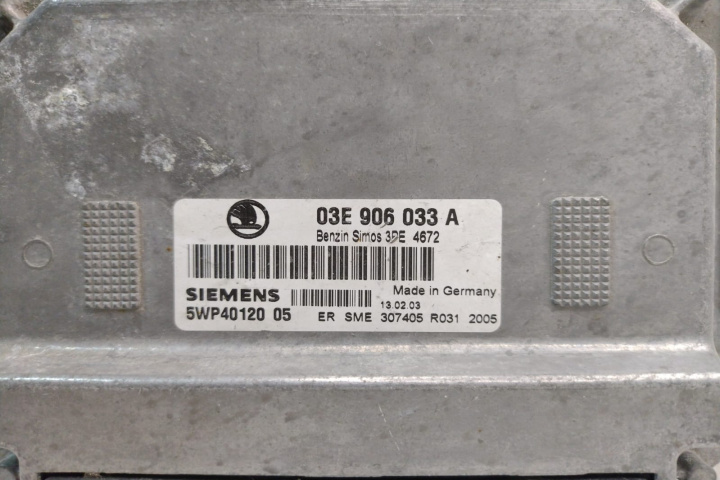 03E 906 033 A
Benzin Simos 3PE 4672
SIEMENS
Made in Germany
13.02.03
5WP40120 05 ER SME 307405 R031 2005